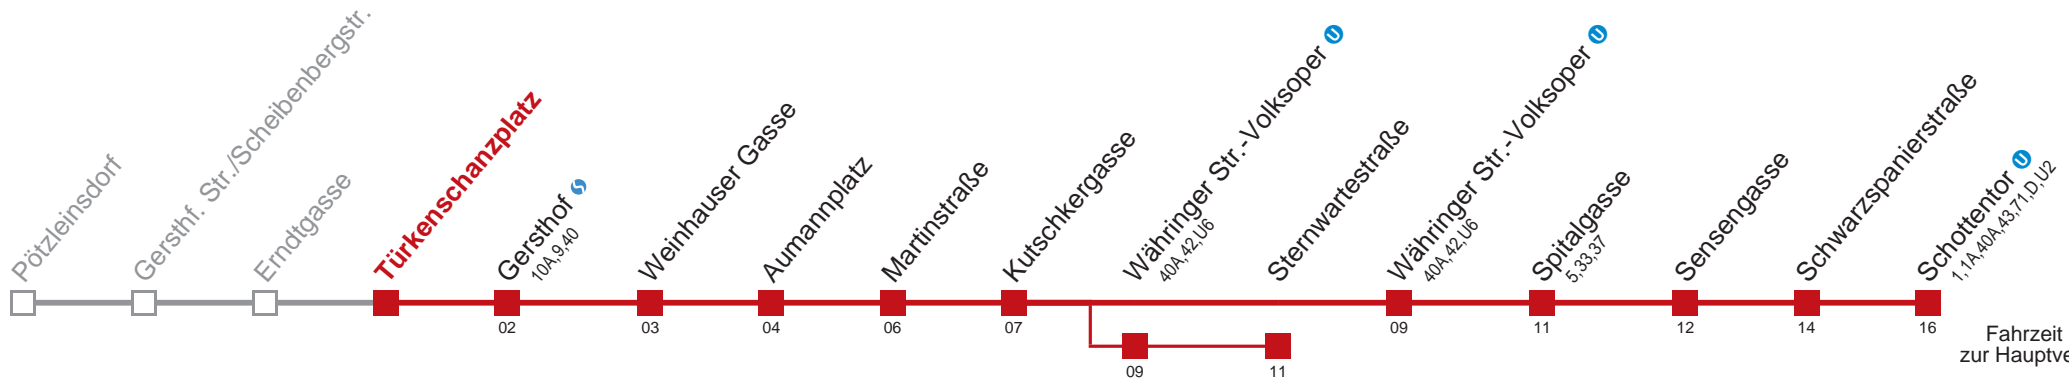 Pötzleinsdorf
Gersthf. Str./Scheibenbergstr.
Erndtgasse
Türkenschanzplatz
Gersthof S
10A,9,40
Weinhauser Gasse
Aumannplatz
Martinstraße
Kutschkergasse
Währinger Str.-Volksoper U
40A,42,U6
Sternwartestraße
Währinger Str.-Volksoper U
40A,42,U6
Spitalgasse
5,33,37
Sensengasse
Schwarzspanierstraße
Schottentor U
1,1A,40A,43,71,D,U2
02
03
04
06
07
09
11
12
14
16
09
11
Fahrzeit
zur Hauptve